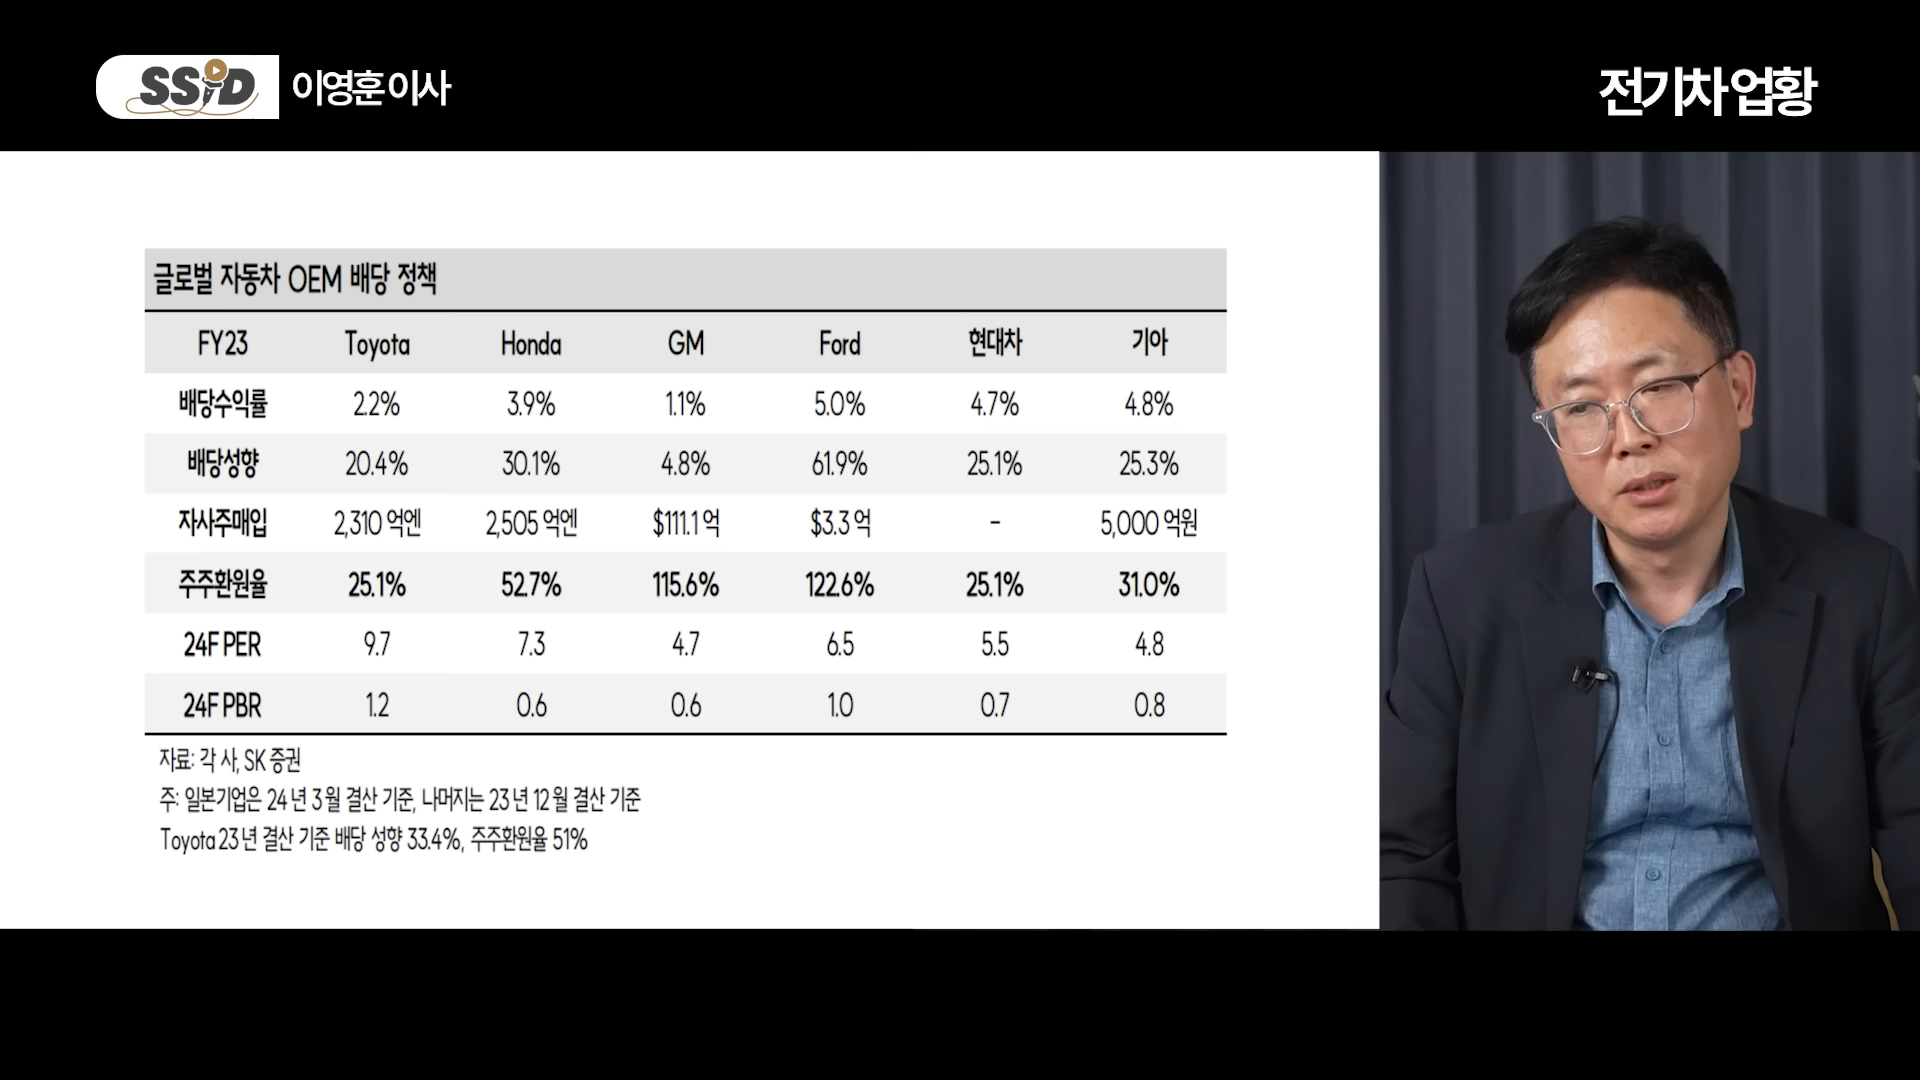 SSiD 이영훈 이사
전기차 업황
글로벌 자동차 OEM 배당 정책
FY23 Toyota Honda GM Ford 현대차 기아
배당수익률 2.2% 3.9% 1.1% 5.0% 4.7% 4.8%
배당성향 20.4% 30.1% 4.8% 61.9% 25.1% 25.3%
자사주매입 2,310 억엔 2,505 억엔 $111.1 억 $3.3 억 - 5,000 억원
주주환원율 25.1% 52.7% 115.6% 122.6% 25.1% 31.0%
24F PER 9.7 7.3 4.7 6.5 5.5 4.8
24F PBR 1.2 0.6 0.6 1.0 0.7 0.8
자료: 각 사, SK 증권
주: 일본기업은 24 년 3 월 결산 기준, 나머지는 23 년 12 월 결산 기준
Toyota 23 년 결산 기준 배당 성향 33.4%, 주주환원율 51%